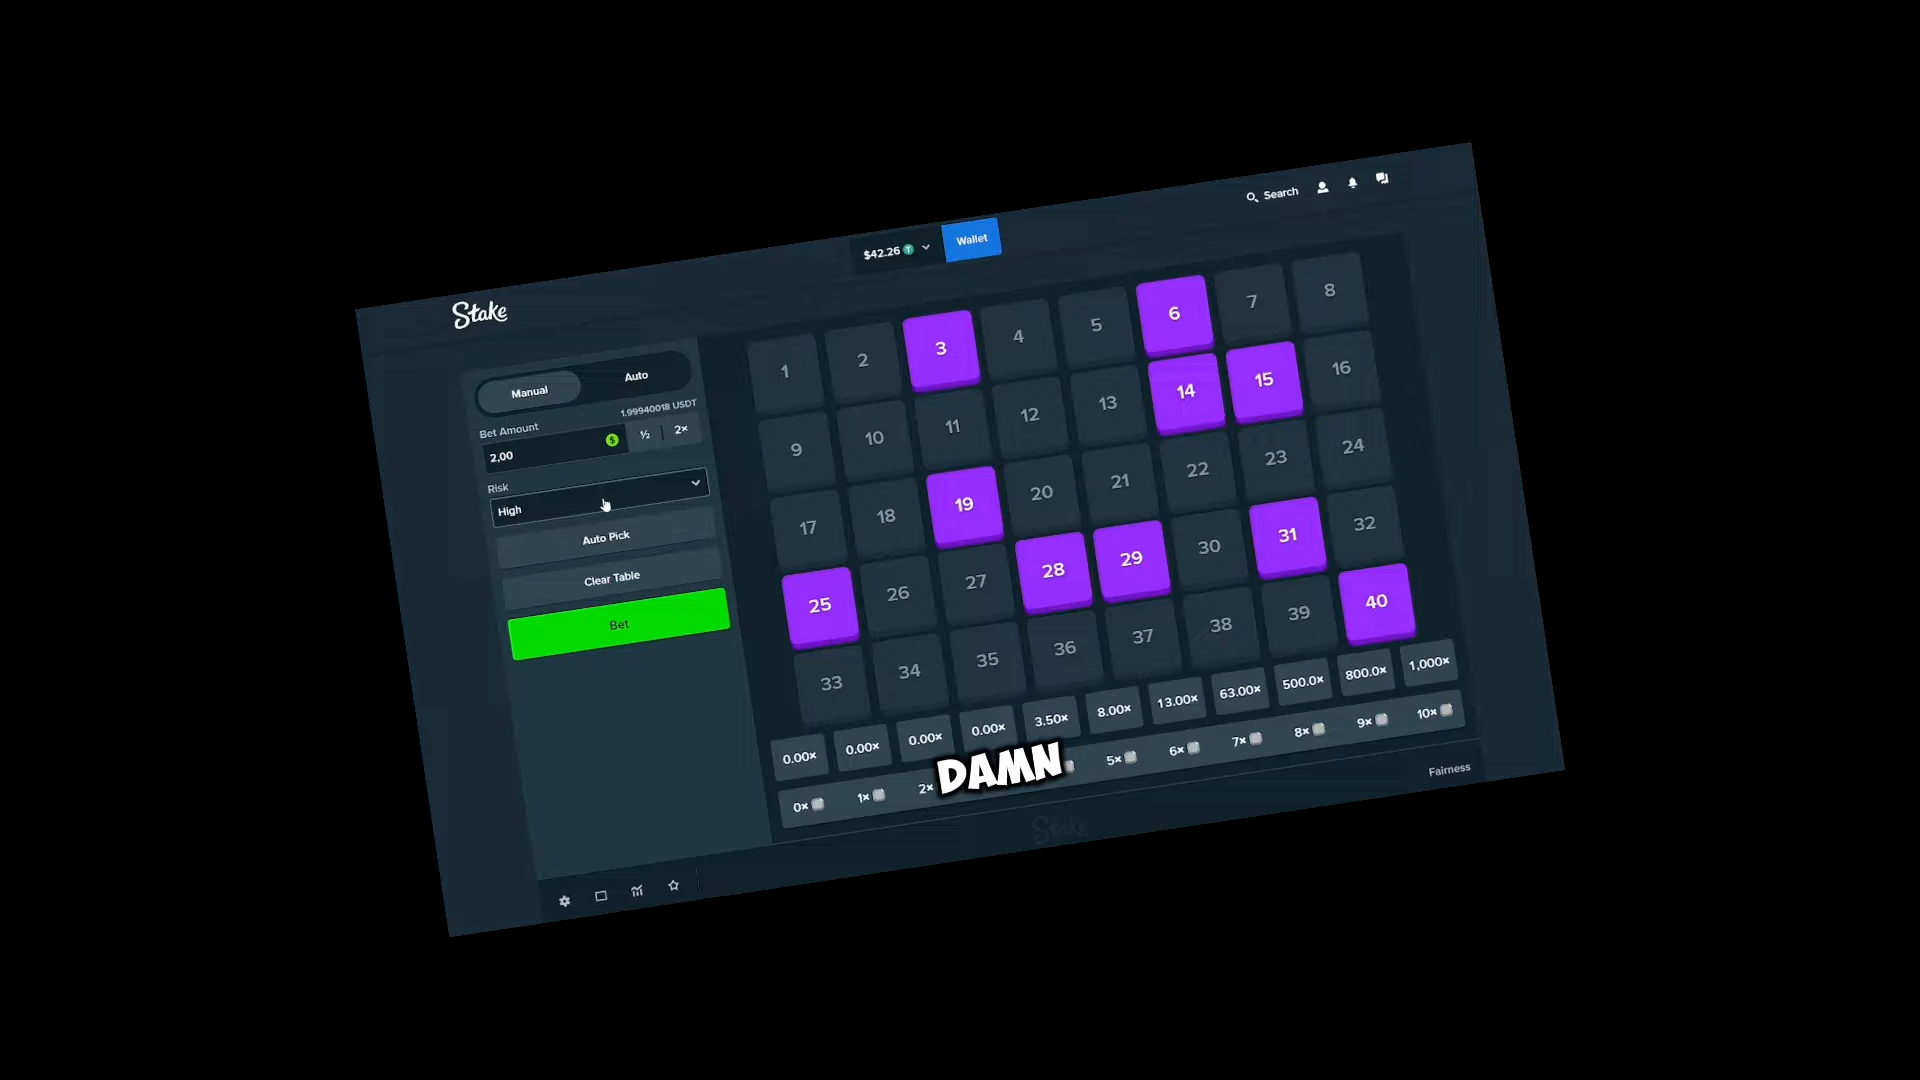 Search
$42.26 Wallet
Stake
Manual Auto
Bet Amount 1.99940018 USDT
2,00 ½ 2×
Risk
High
Auto Pick
Clear Table
Bet
1 2 3 4 5 6 7 8
9 10 11 12 13 14 15 16
17 18 19 20 21 22 23 24
25 26 27 28 29 30 31 32
33 34 35 36 37 38 39 40
0.00× 0.00× 0.00× 0.00× 3.50× 8.00× 13.00× 63.00× 500.0× 800.0× 1,000×
0× 1× 2× 5× 6× 7× 8× 9× 10×
DAMN
Fairness
Stake